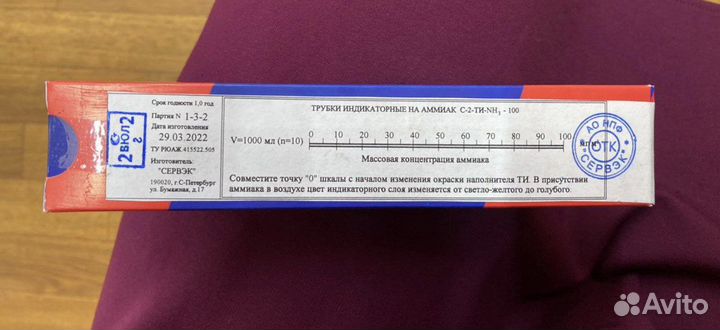 Срок годности 1,0 год
Партия N 1-3-2
Дата изготовления
29.03.2022
ТУ РЮАЖ 415522.505
Изготовитель
"СЕРВЭК"
190020, г.С-Петербург
ул. Бумажная, д.17
2 ИЮЛ 2
ТРУБКИ ИНДИКАТОРНЫЕ НА АММИАК С-2-ТИ-NH3 - 100
V=1000 мл (n=10)
0 10 20 30 40 50 60 70 80 90 100
Массовая концентрация аммиака
Совместите точку "0" шкалы с началом изменения окраски наполнителя ТИ. В присутствии
аммиака в воздухе цвет индикаторного слоя изменяется от светло-желтого до голубого.
АО НПФ
ОТК
"СЕРВЭК"
Avito